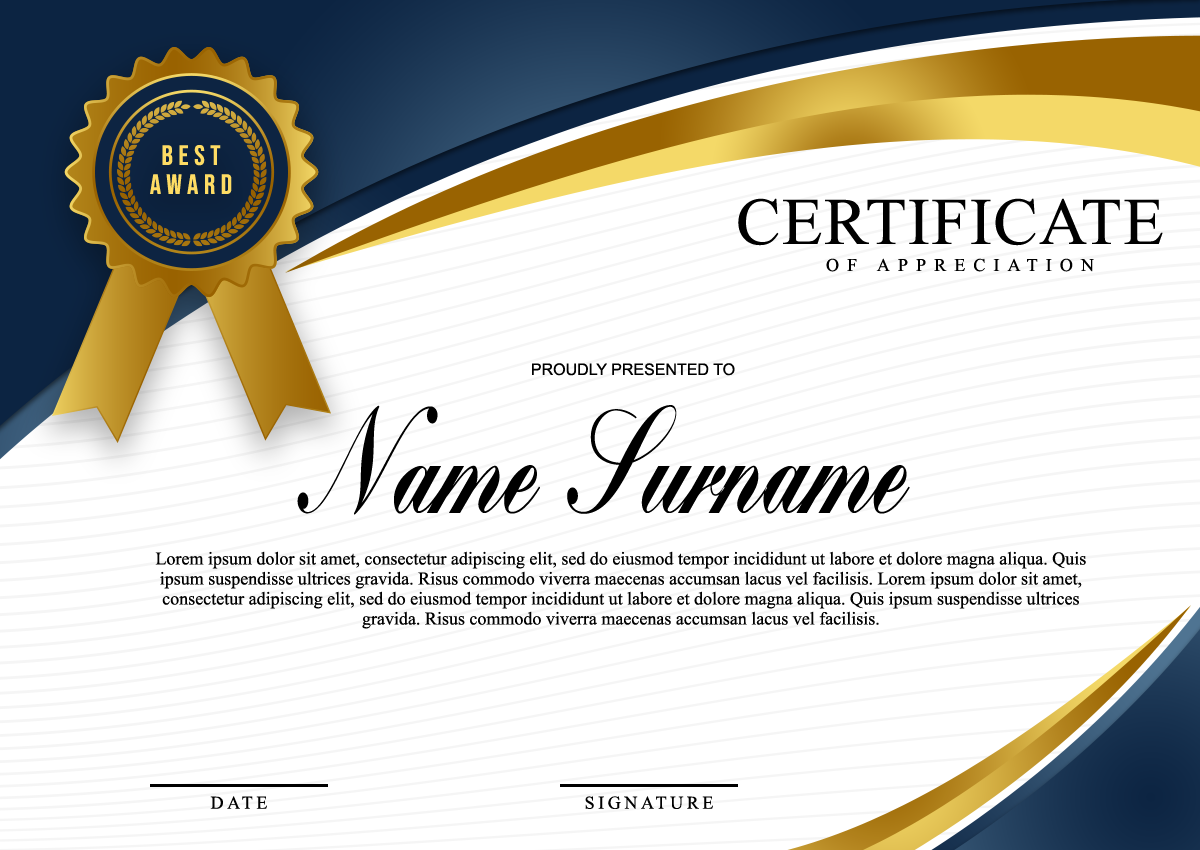 BEST
AWARD
CERTIFICATE
OF APPRECIATION
PROUDLY PRESENTED TO
Name Surname
Lorem ipsum dolor sit amet, consectetur adipiscing elit, sed do eiusmod tempor incididunt ut labore et dolore magna aliqua. Quis
ipsum suspendisse ultrices gravida. Risus commodo viverra maecenas accumsan lacus vel facilisis. Lorem ipsum dolor sit amet,
consectetur adipiscing elit, sed do eiusmod tempor incididunt ut labore et dolore magna aliqua. Quis ipsum suspendisse ultrices
gravida. Risus commodo viverra maecenas accumsan lacus vel facilisis.
DATE
SIGNATURE